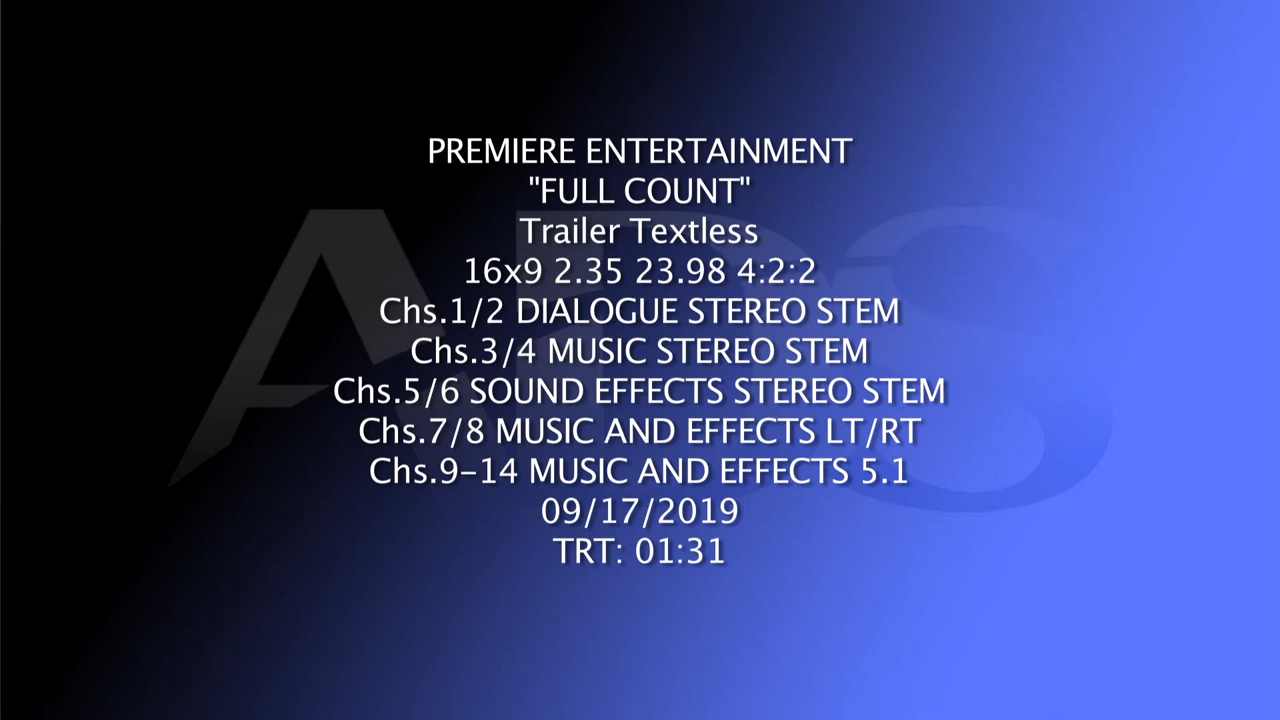 PREMIERE ENTERTAINMENT
"FULL COUNT"
Trailer Textless
16x9 2.35 23.98 4:2:2
Chs.1/2 DIALOGUE STEREO STEM
Chs.3/4 MUSIC STEREO STEM
Chs.5/6 SOUND EFFECTS STEREO STEM
Chs.7/8 MUSIC AND EFFECTS LT/RT
Chs.9-14 MUSIC AND EFFECTS 5.1
09/17/2019
TRT: 01:31
ADS